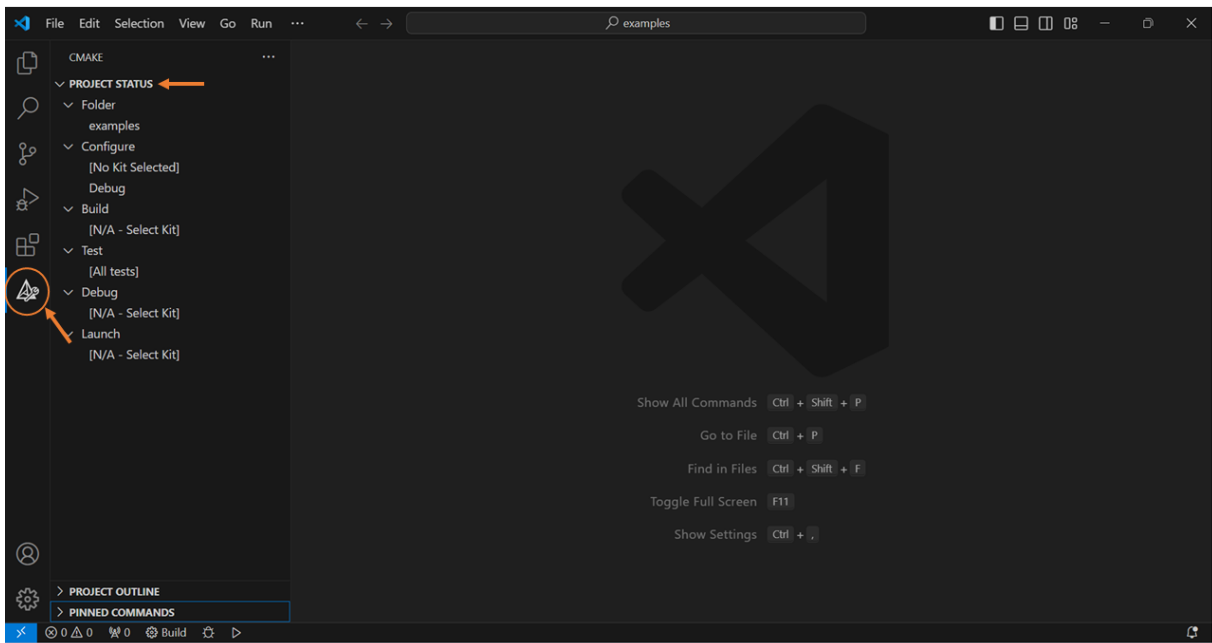 File Edit Selection View Go Run ··· examples
CMAKE ···
PROJECT STATUS
Folder
examples
Configure
[No Kit Selected]
Debug
Build
[N/A - Select Kit]
Test
[All tests]
Debug
[N/A - Select Kit]
Launch
[N/A - Select Kit]
Show All Commands Ctrl + Shift + P
Go to File Ctrl + P
Find in Files Ctrl + Shift + F
Toggle Full Screen F11
Show Settings Ctrl + ,
PROJECT OUTLINE
PINNED COMMANDS
0 0 0 Build